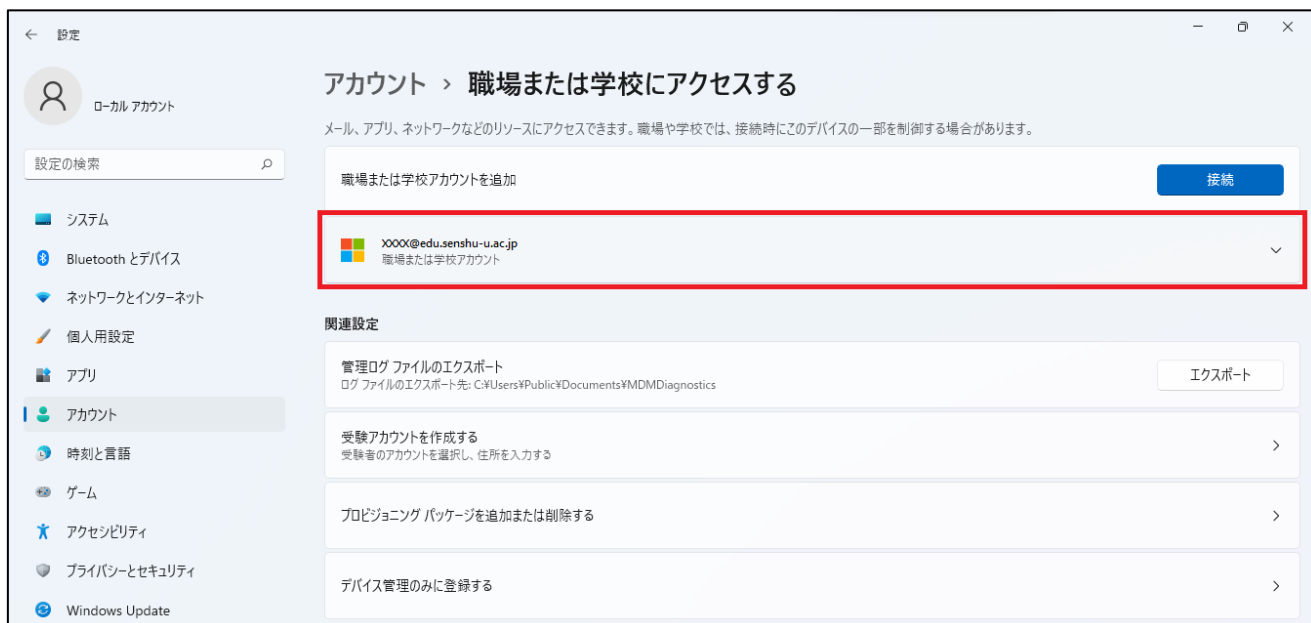 設定
ローカル アカウント
設定の検索
システム
Bluetooth とデバイス
ネットワークとインターネット
個人用設定
アプリ
アカウント
時刻と言語
ゲーム
アクセシビリティ
プライバシーとセキュリティ
Windows Update
アカウント › 職場または学校にアクセスする
メール、アプリ、ネットワークなどのリソースにアクセスできます。職場や学校では、接続時にこのデバイスの一部を制御する場合があります。
職場または学校アカウントを追加
接続
XXXX@edu.senshu-u.ac.jp
職場または学校アカウント
関連設定
管理ログ ファイルのエクスポート
ログ ファイルのエクスポート先: C:¥Users¥Public¥Documents¥MDMDiagnostics
エクスポート
受験アカウントを作成する
受験者のアカウントを選択し、住所を入力する
プロビジョニング パッケージを追加または削除する
デバイス管理のみに登録する